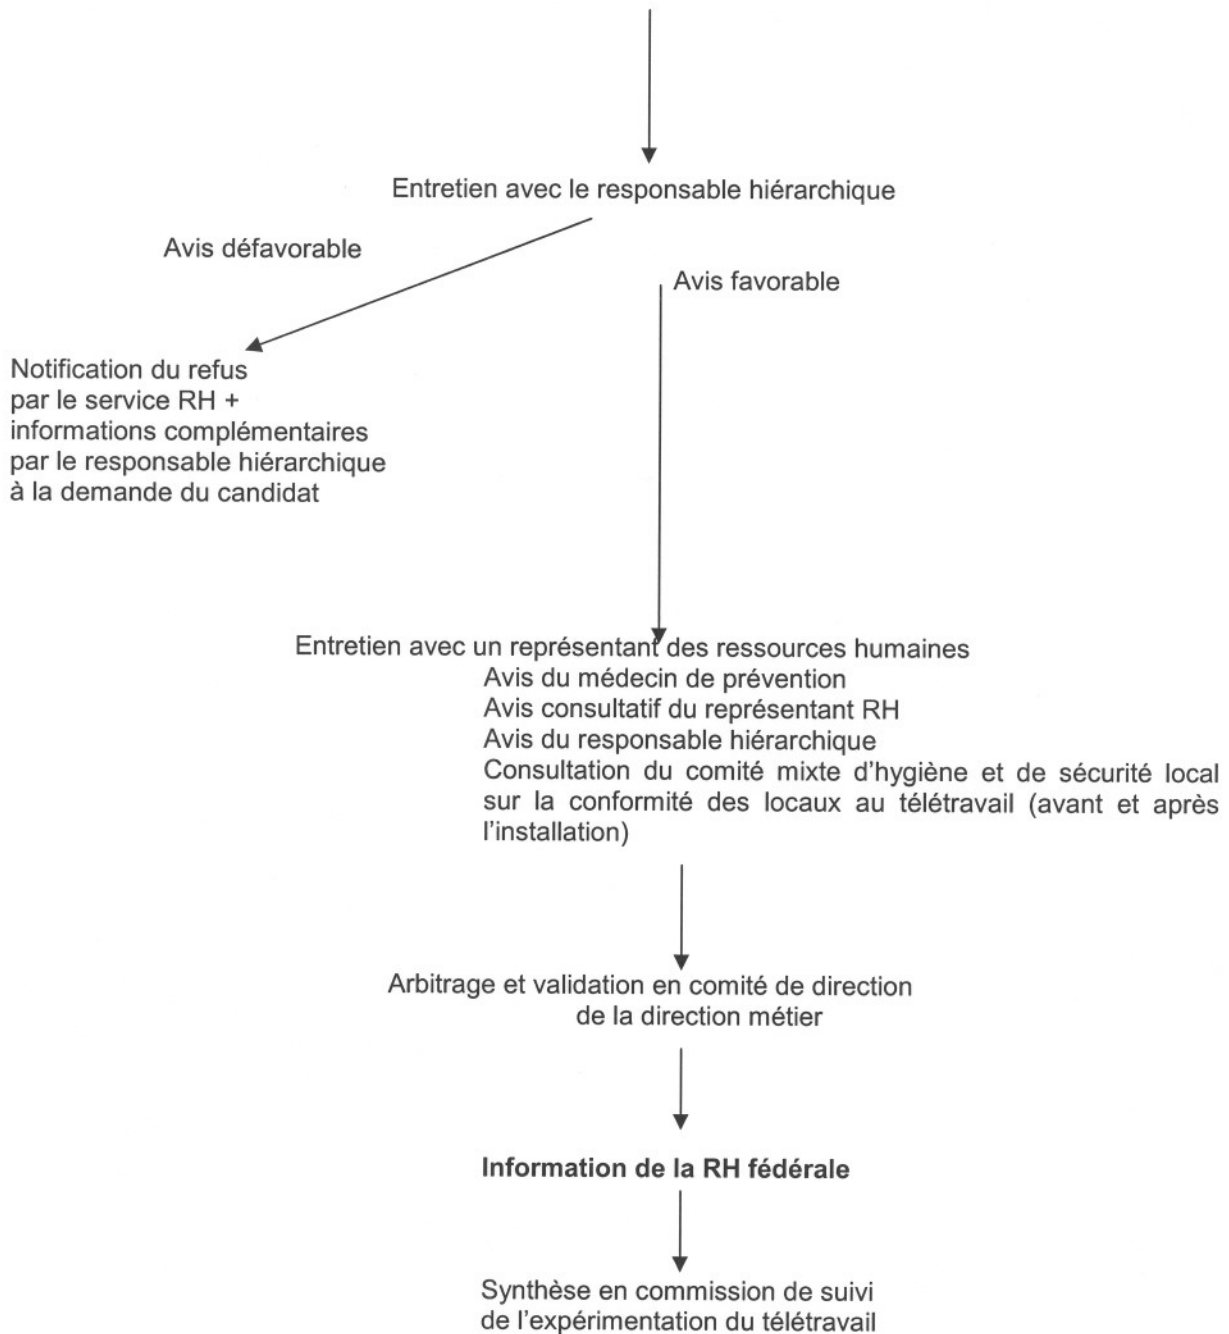 Entretien avec le responsable hiérarchique
Avis défavorable
Avis favorable
Notification du refus
par le service RH +
informations complémentaires
par le responsable hiérarchique
à la demande du candidat
Entretien avec un représentant des ressources humaines
Avis du médecin de prévention
Avis consultatif du représentant RH
Avis du responsable hiérarchique
Consultation du comité mixte d'hygiène et de sécurité local
sur la conformité des locaux au télétravail (avant et après
l'installation)
Arbitrage et validation en comité de direction
de la direction métier
Information de la RH fédérale
Synthèse en commission de suivi
de l'expérimentation du télétravail